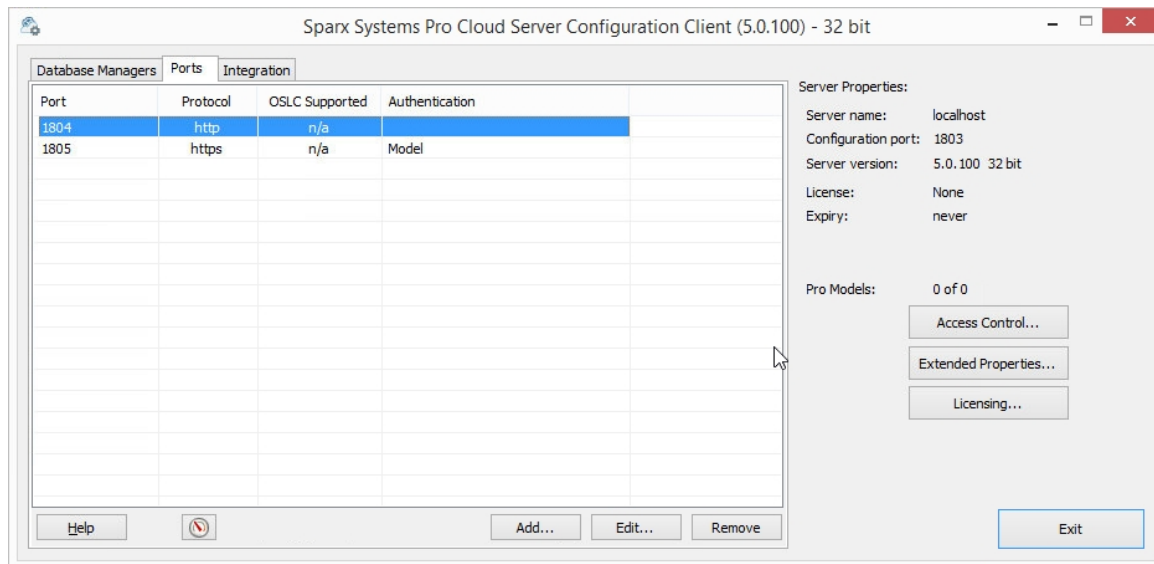 Sparx Systems Pro Cloud Server Configuration Client (5.0.100) - 32 bit
Database Managers Ports Integration
Port Protocol OSLC Supported Authentication
1804 http n/a
1805 https n/a Model
Server Properties:
Server name: localhost
Configuration port: 1803
Server version: 5.0.100 32 bit
License: None
Expiry: never
Pro Models: 0 of 0
Access Control...
Extended Properties...
Licensing...
Help Add... Edit... Remove Exit